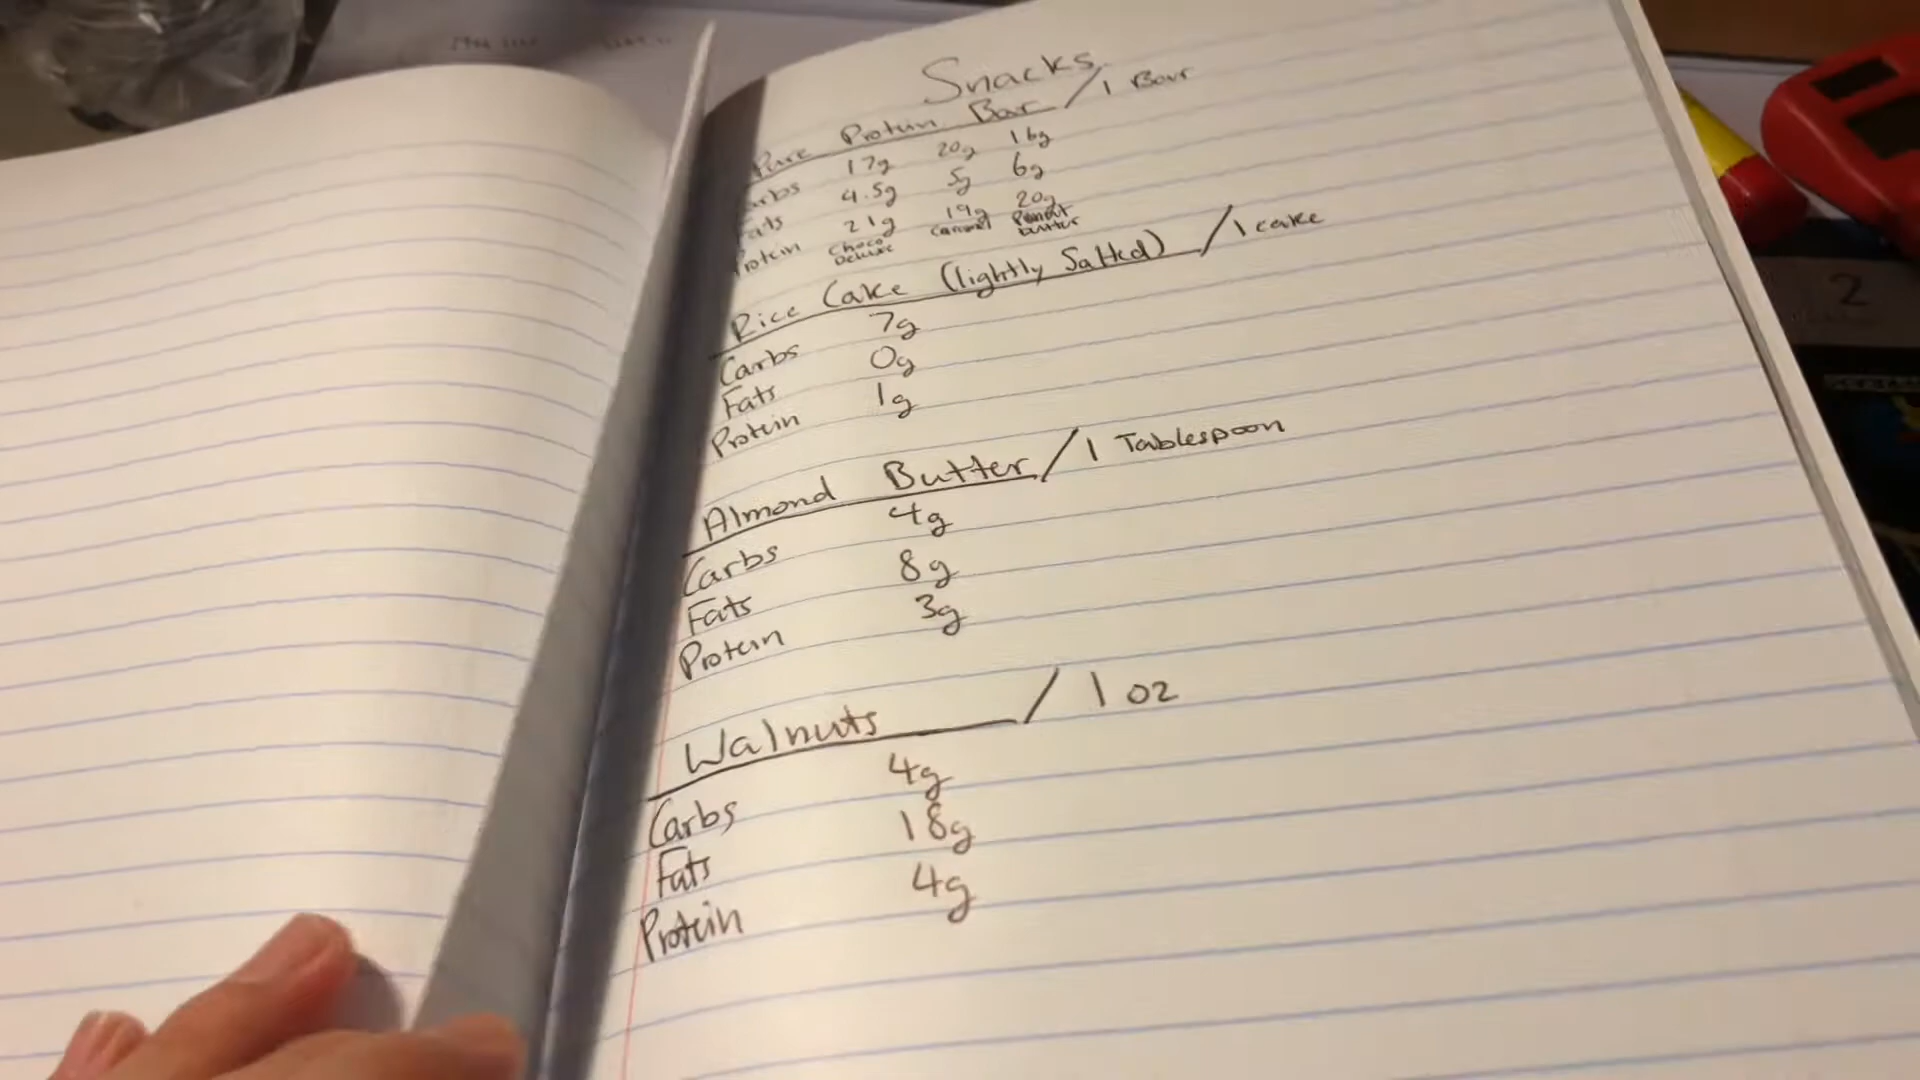 Snacks
Pure Protein Bar / 1 Bar
Carbs 17g 20g 16g
Fats 4.5g 5g 6g
Protein 21g 19g 20g
Choco Deluxe Caramel Peanut Butter
Rice Cake (lightly Salted) / 1 cake
Carbs 7g
Fats 0g
Protein 1g
Almond Butter / 1 Tablespoon
Carbs 4g
Fats 8g
Protein 3g
Walnuts / 1 oz
Carbs 4g
Fats 18g
Protein 4g
2